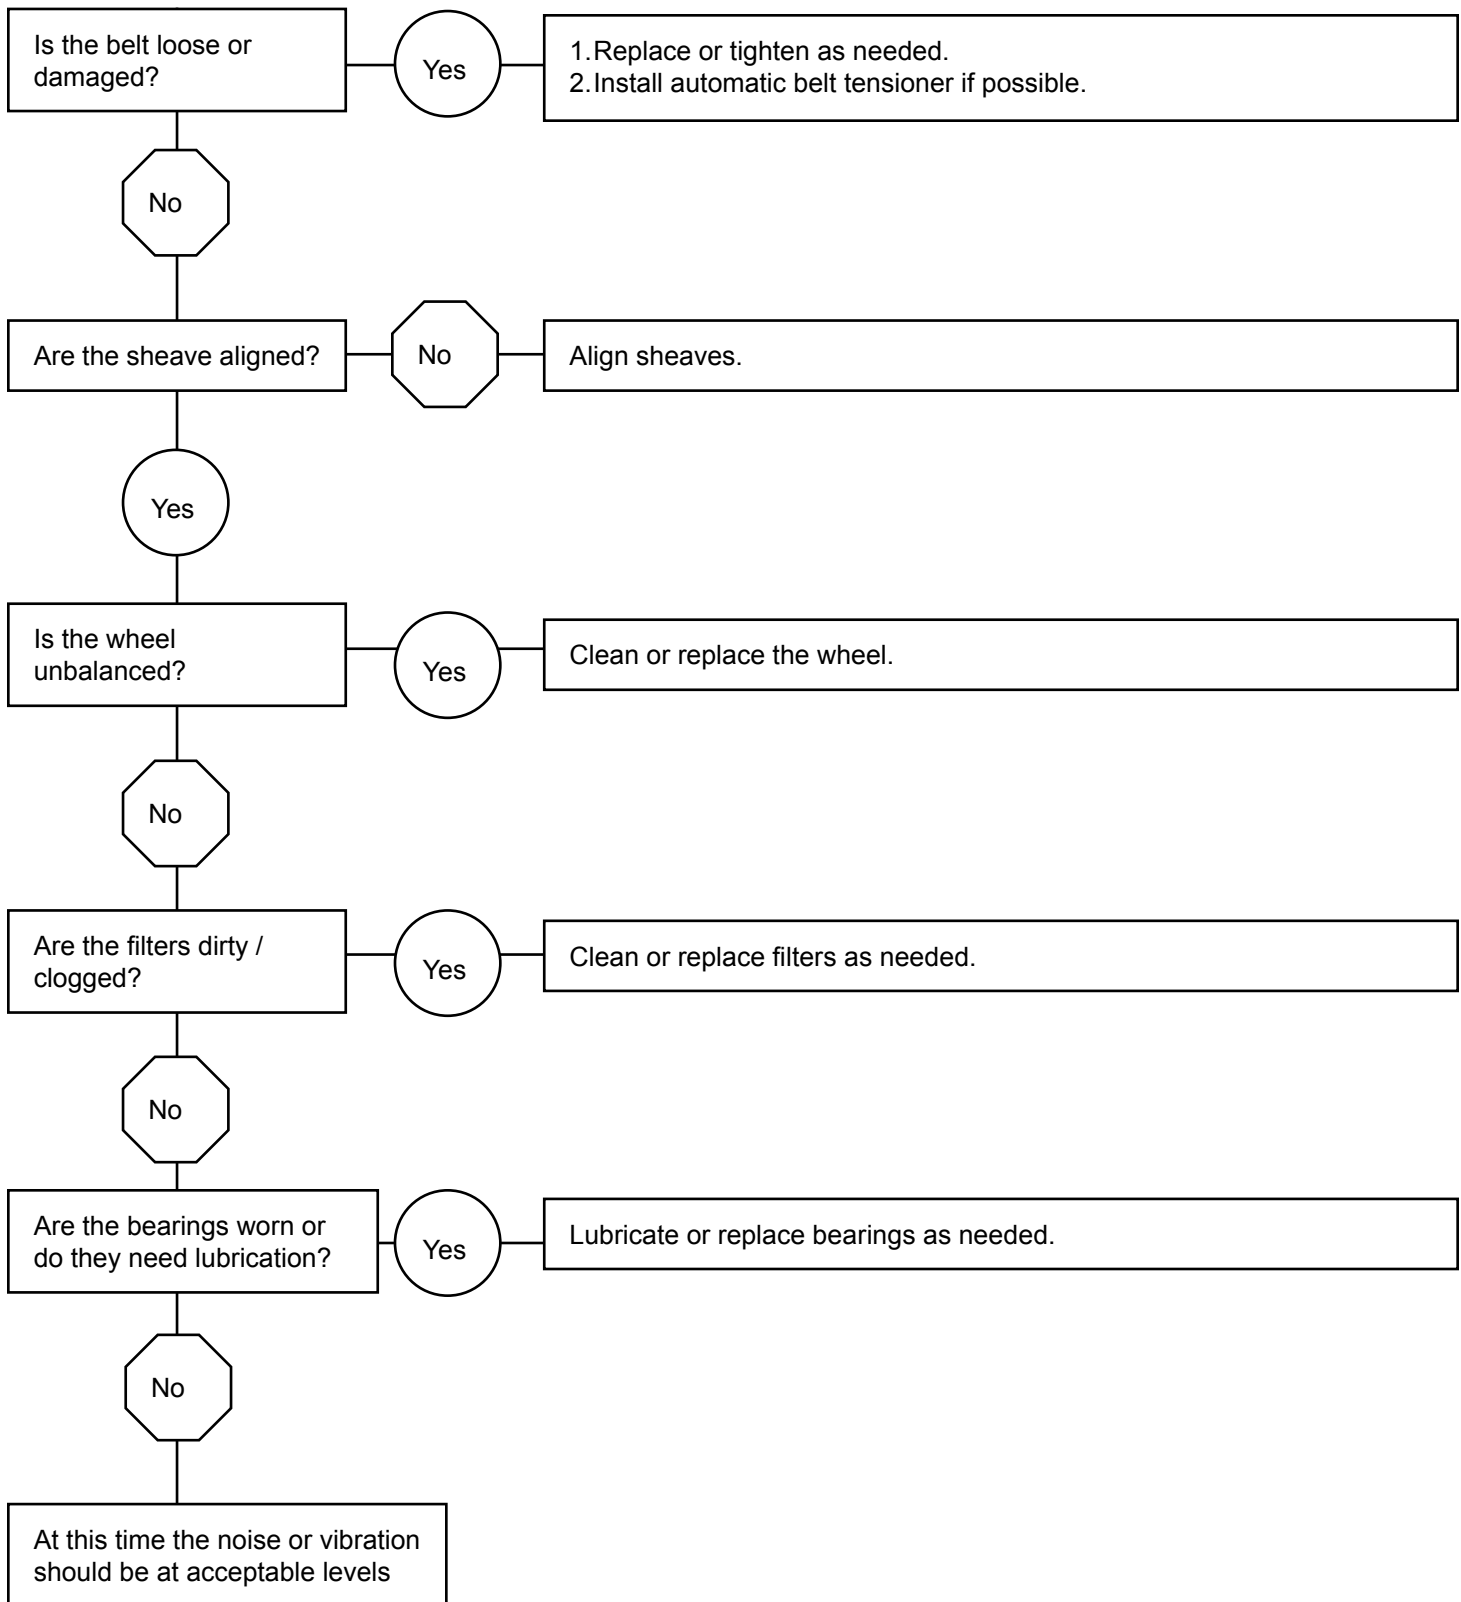 Is the belt loose or
damaged?
Yes
1.Replace or tighten as needed.
2.Install automatic belt tensioner if possible.
No
Are the sheave aligned?
No
Align sheaves.
Yes
Is the wheel
unbalanced?
Yes
Clean or replace the wheel.
No
Are the filters dirty /
clogged?
Yes
Clean or replace filters as needed.
No
Are the bearings worn or
do they need lubrication?
Yes
Lubricate or replace bearings as needed.
No
At this time the noise or vibration
should be at acceptable levels